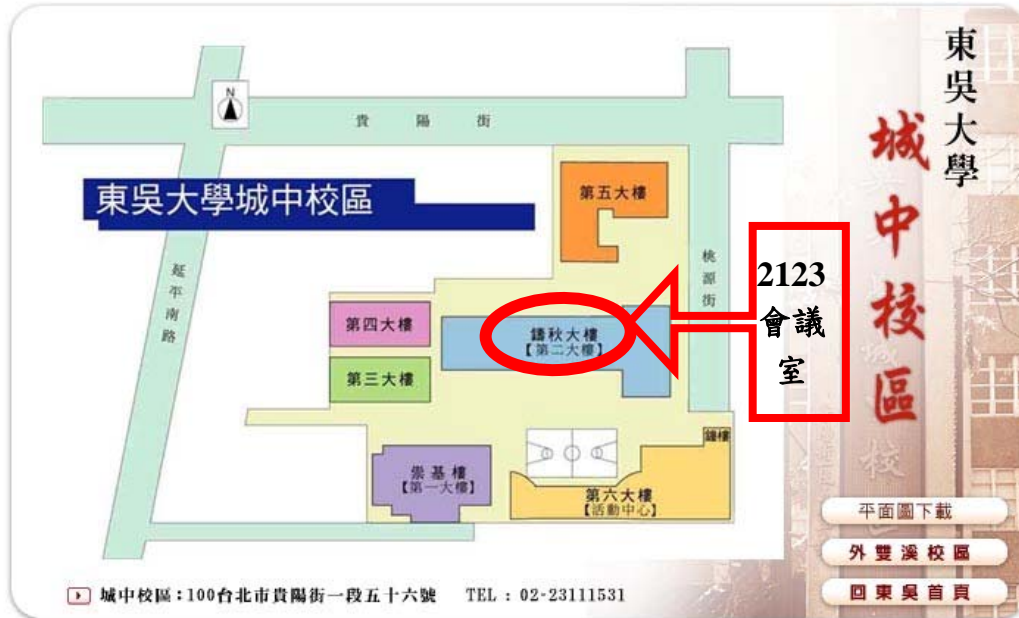 東吳大學
城中校區
N
貴陽街
東吳大學城中校區
第五大樓
延平南路
桃源街
2123
會議
室
第四大樓
鑄秋大樓
【第二大樓】
第三大樓
鐘樓
崇基樓
【第一大樓】
第六大樓
【活動中心】
平面圖下載
外雙溪校區
回東吳首頁
城中校區：100台北市貴陽街一段五十六號 TEL : 02-23111531